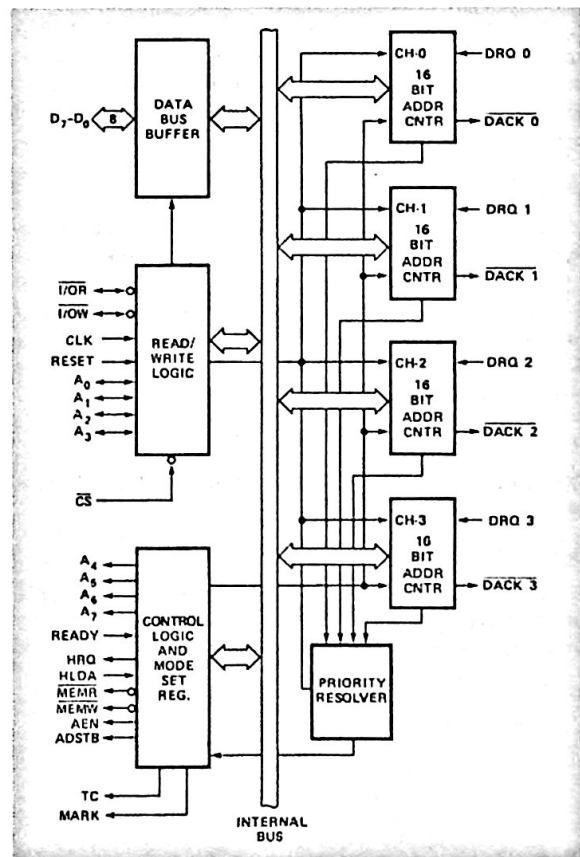 DATA
BUS
BUFFER
D7-D0
8
I/OR
I/OW
CLK
RESET
A0
A1
A2
A3
READ/
WRITE
LOGIC
CS
A4
A5
A6
A7
READY
HRQ
HLDA
MEMR
MEMW
AEN
ADSTB
CONTROL
LOGIC
AND
MODE
SET
REG.
TC
MARK
INTERNAL
BUS
CH-0
16
BIT
ADDR
CNTR
DRQ 0
DACK 0
CH-1
16
BIT
ADDR
CNTR
DRQ 1
DACK 1
CH-2
16
BIT
ADDR
CNTR
DRQ 2
DACK 2
CH-3
16
BIT
ADDR
CNTR
DRQ 3
DACK 3
PRIORITY
RESOLVER